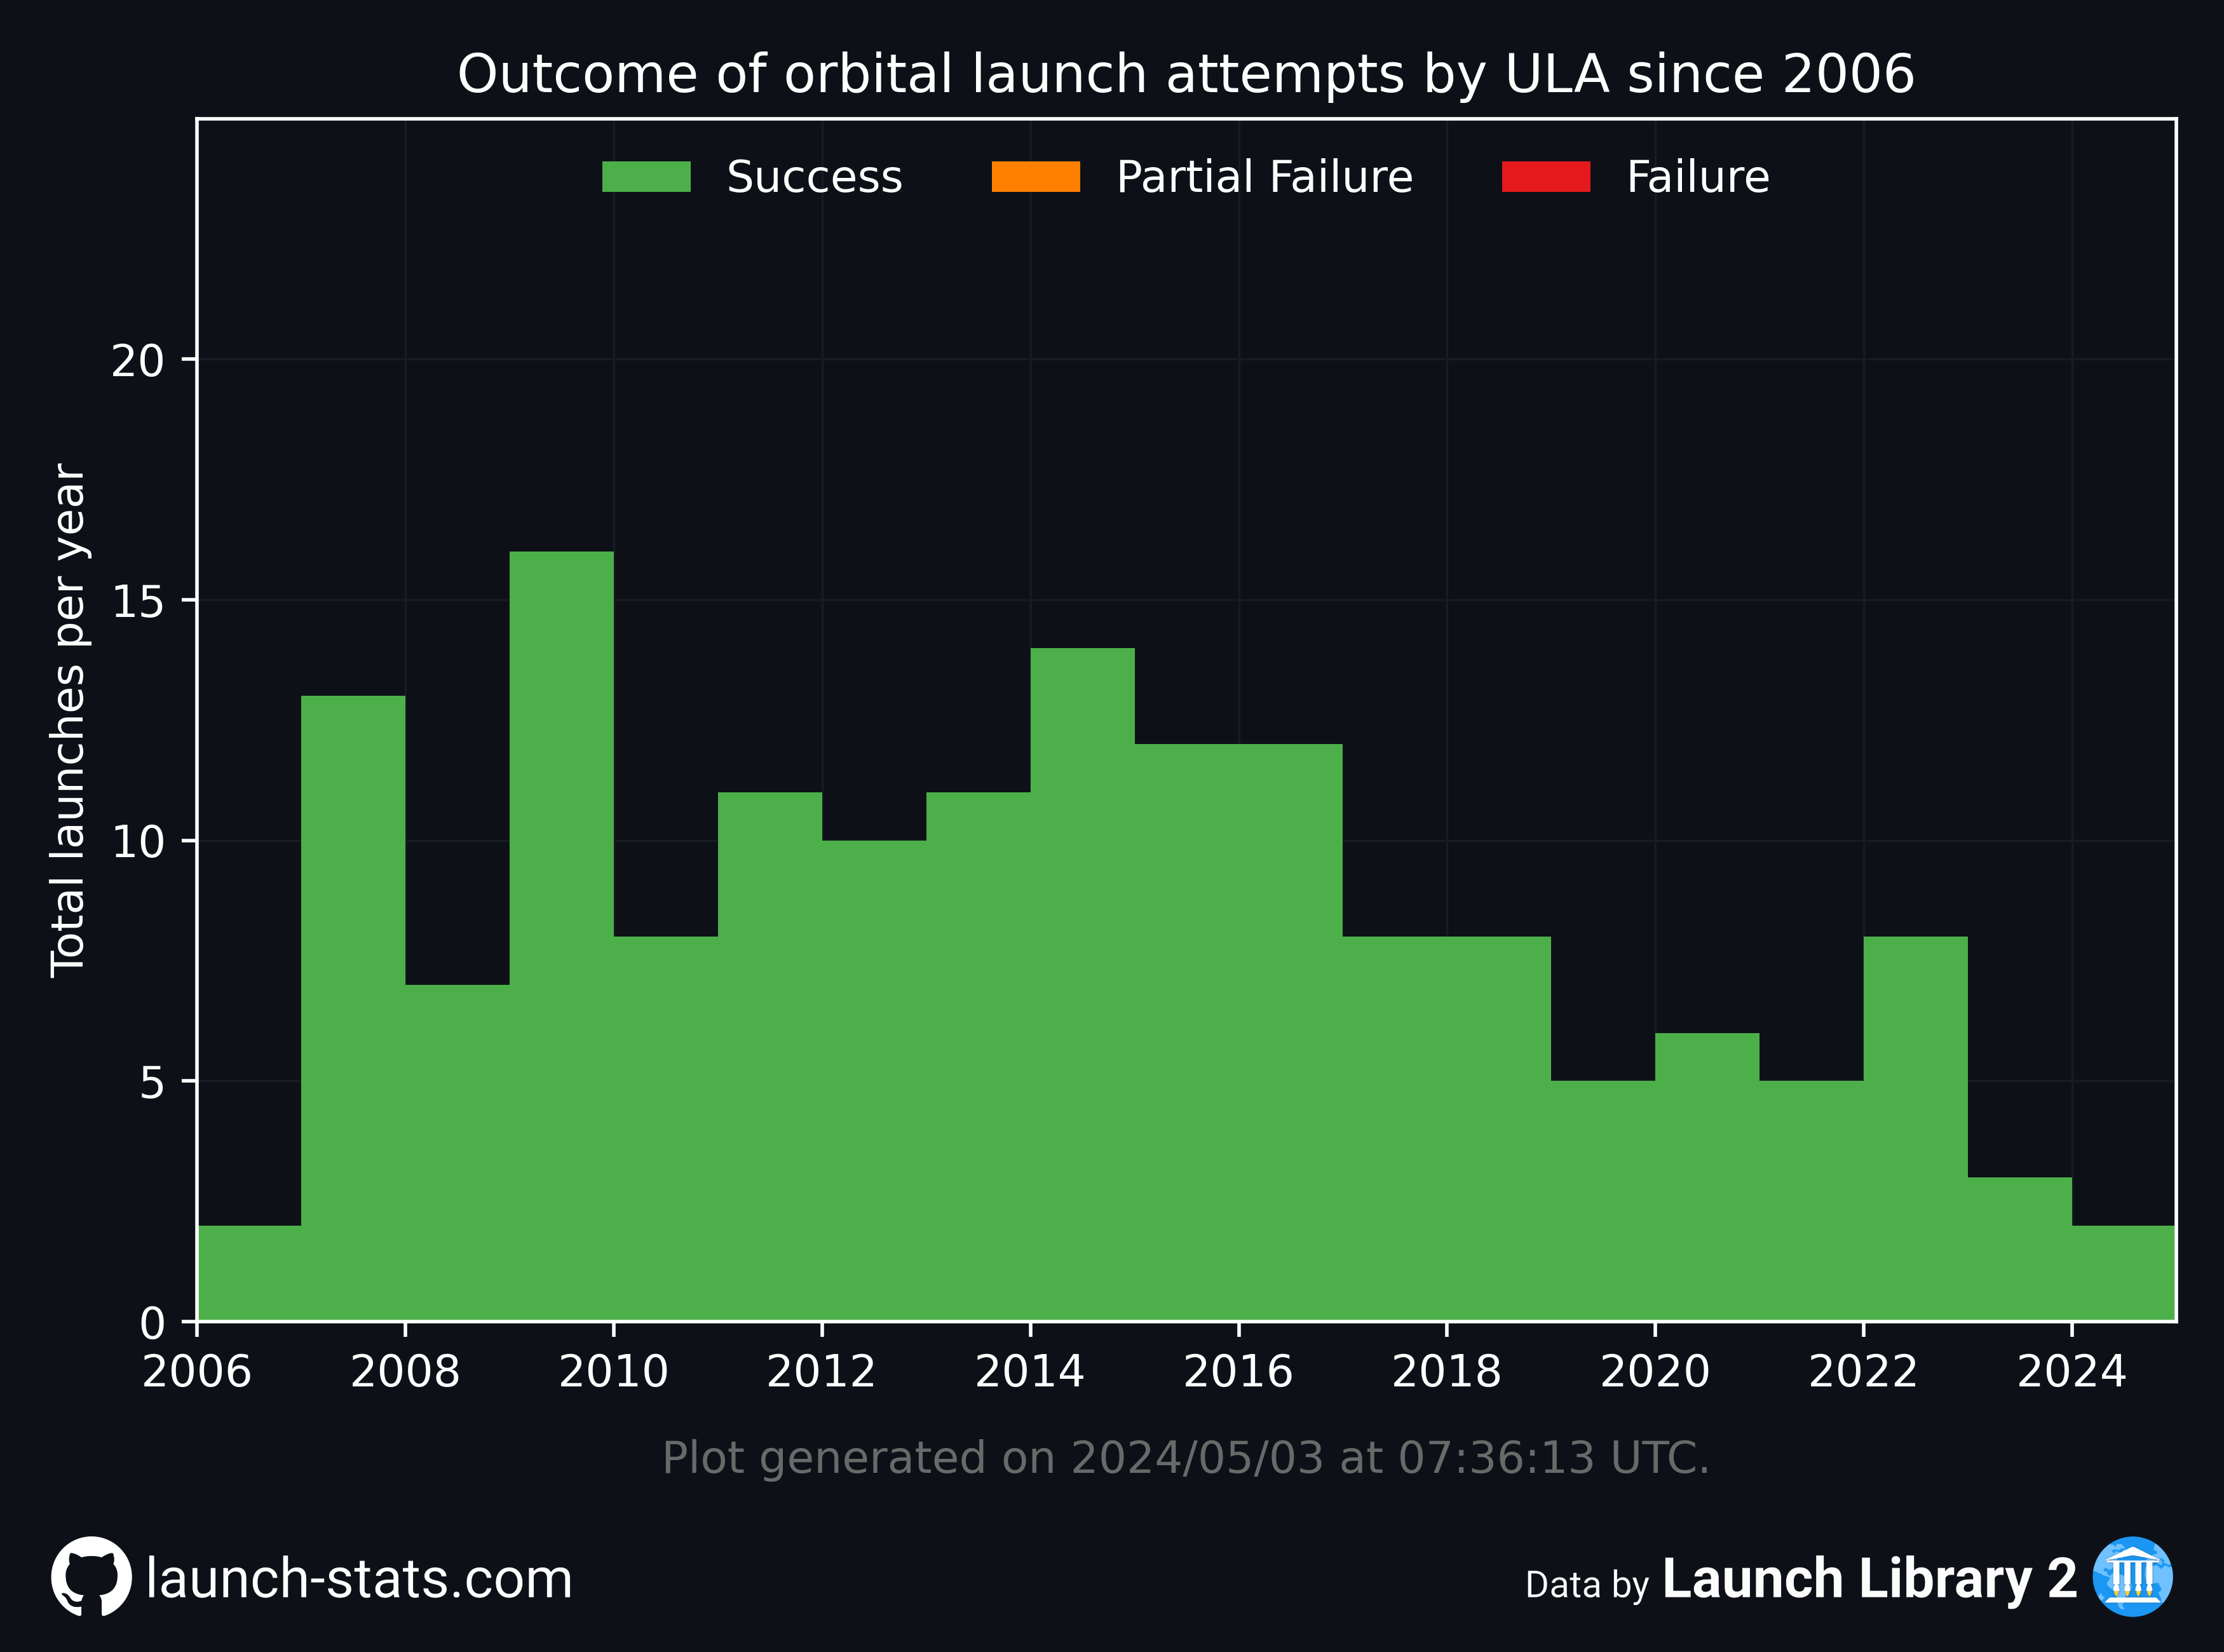 Outcome of orbital launch attempts by ULA since 2006
Success Partial Failure Failure
Total launches per year
20
15
10
5
0
2006 2008 2010 2012 2014 2016 2018 2020 2022 2024
Plot generated on 2024/05/03 at 07:36:13 UTC.
launch-stats.com
Data by Launch Library 2